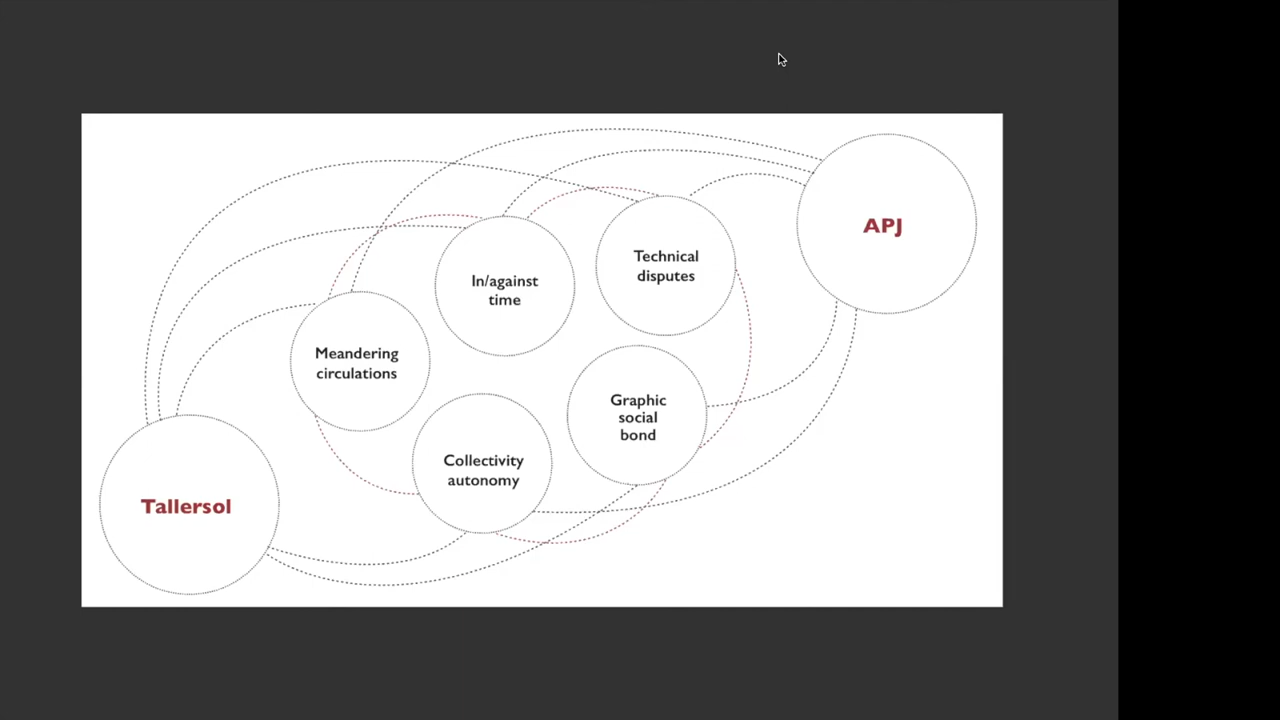 APJ
Technical
disputes
In/against
time
Meandering
circulations
Graphic
social
bond
Collectivity
autonomy
Tallersol